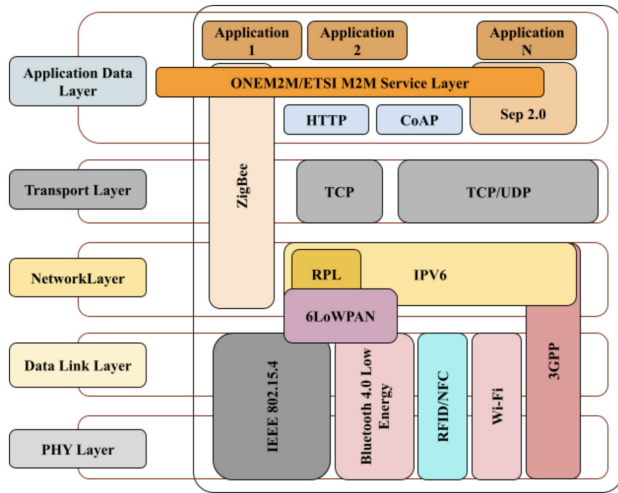 Application
1
Application
2
Application
N
Application Data
Layer
ONEM2M/ETSI M2M Service Layer
HTTP
CoAP
Sep 2.0
ZigBee
Transport Layer
TCP
TCP/UDP
NetworkLayer
RPL
IPV6
6LoWPAN
Data Link Layer
IEEE 802.15.4
Bluetooth 4.0 Low
Energy
RFID/NFC
Wi-Fi
3GPP
PHY Layer